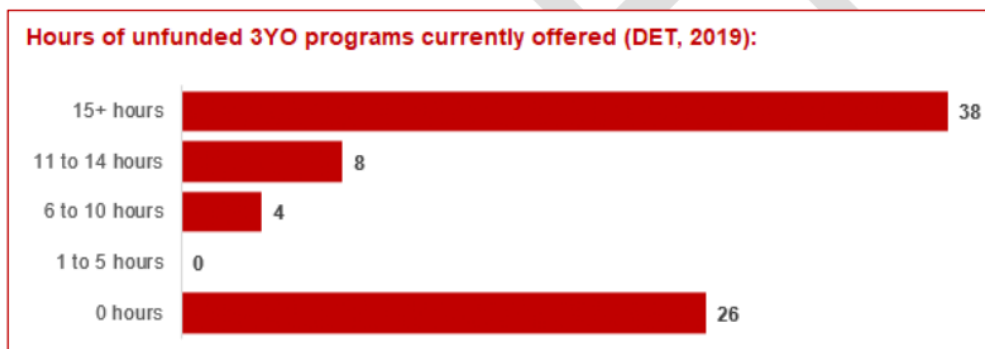 Hours of unfunded 3YO programs currently offered (DET, 2019):
15+ hours 38
11 to 14 hours 8
6 to 10 hours 4
1 to 5 hours 0
0 hours 26